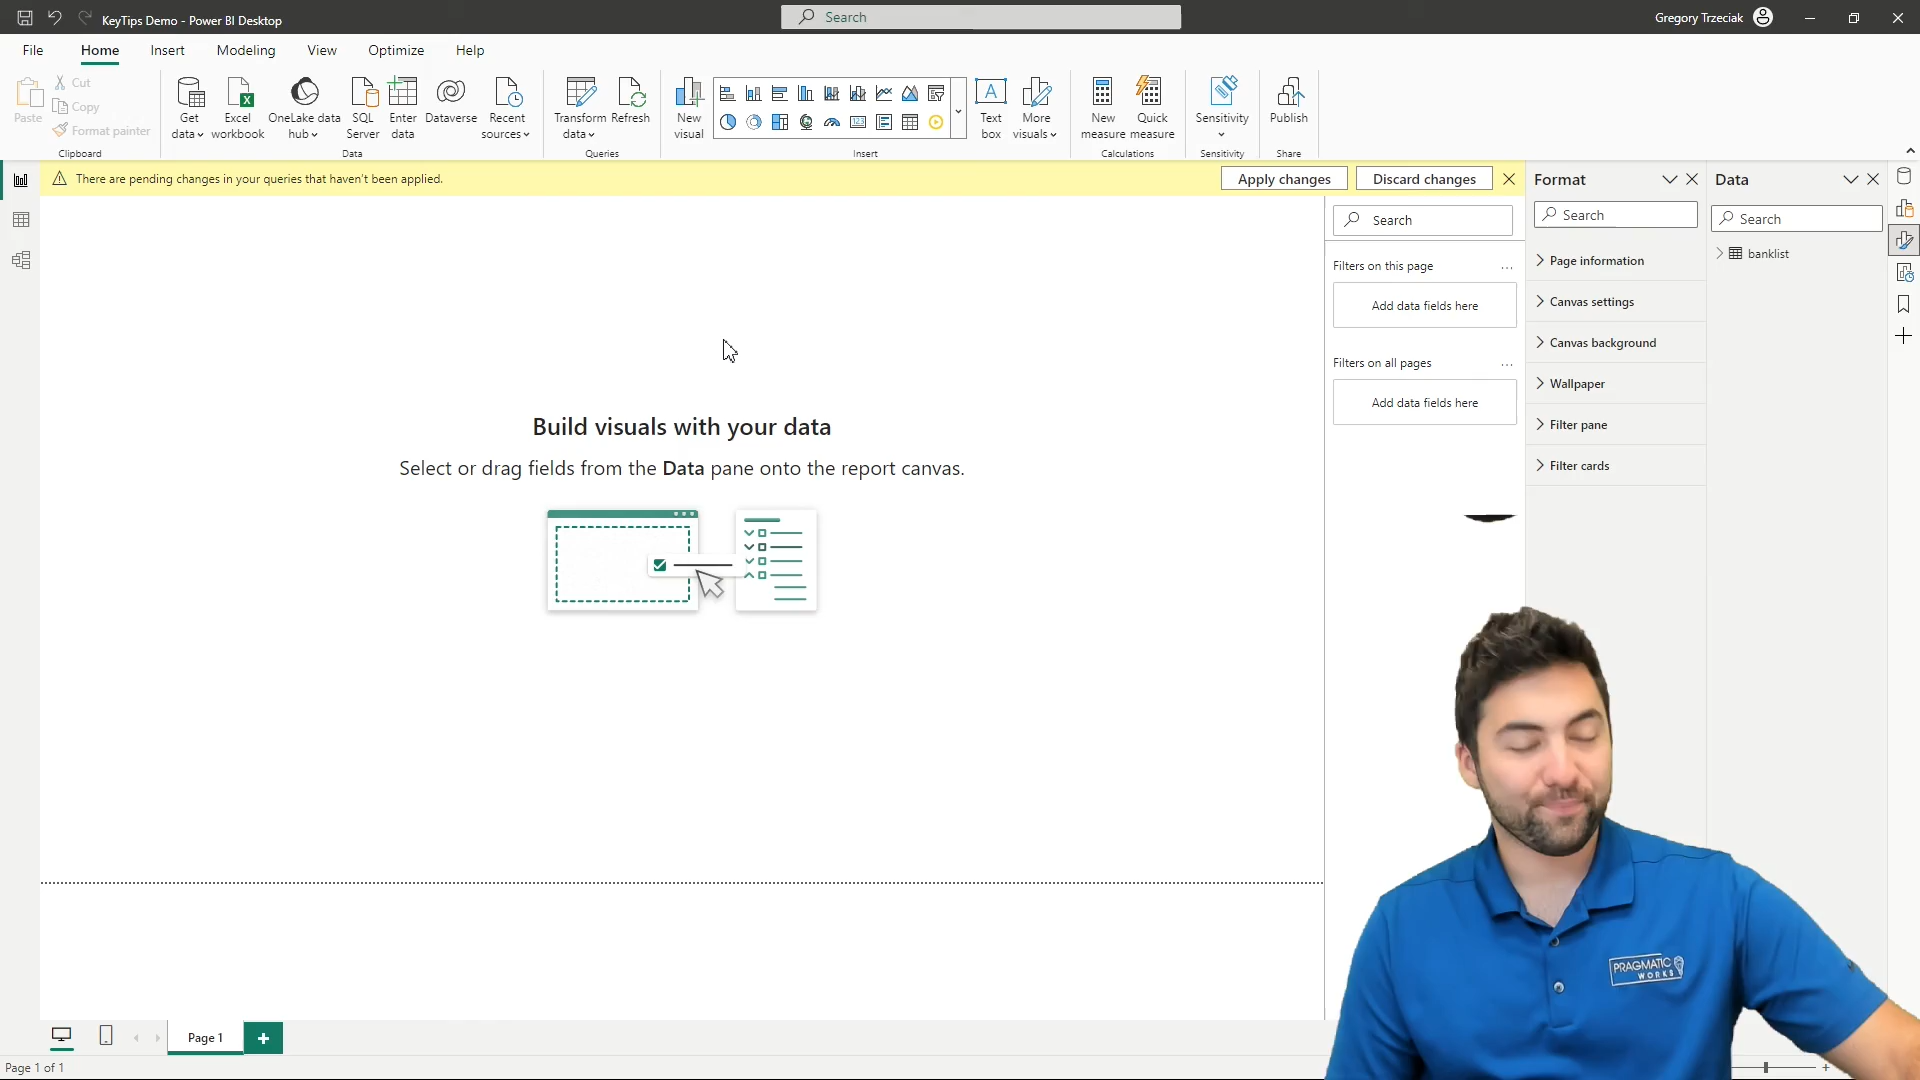 KeyTips Demo - Power BI Desktop
Search
Gregory Trzeciak
File
Home
Insert
Modeling
View
Optimize
Help
Paste
Cut
Copy
Format painter
Clipboard
Get data
Excel workbook
OneLake data hub
SQL Server
Enter data
Dataverse
Recent sources
Data
Transform data
Refresh
Queries
New visual
Text box
More visuals
Insert
New measure
Quick measure
Calculations
Sensitivity
Sensitivity
Publish
Share
There are pending changes in your queries that haven't been applied.
Apply changes
Discard changes
Search
Filters on this page
Add data fields here
Filters on all pages
Add data fields here
Format
Search
Page information
Canvas settings
Canvas background
Wallpaper
Filter pane
Filter cards
Data
Search
banklist
Build visuals with your data
Select or drag fields from the Data pane onto the report canvas.
PRAGMATIC
WORKS
Page 1
Page 1 of 1